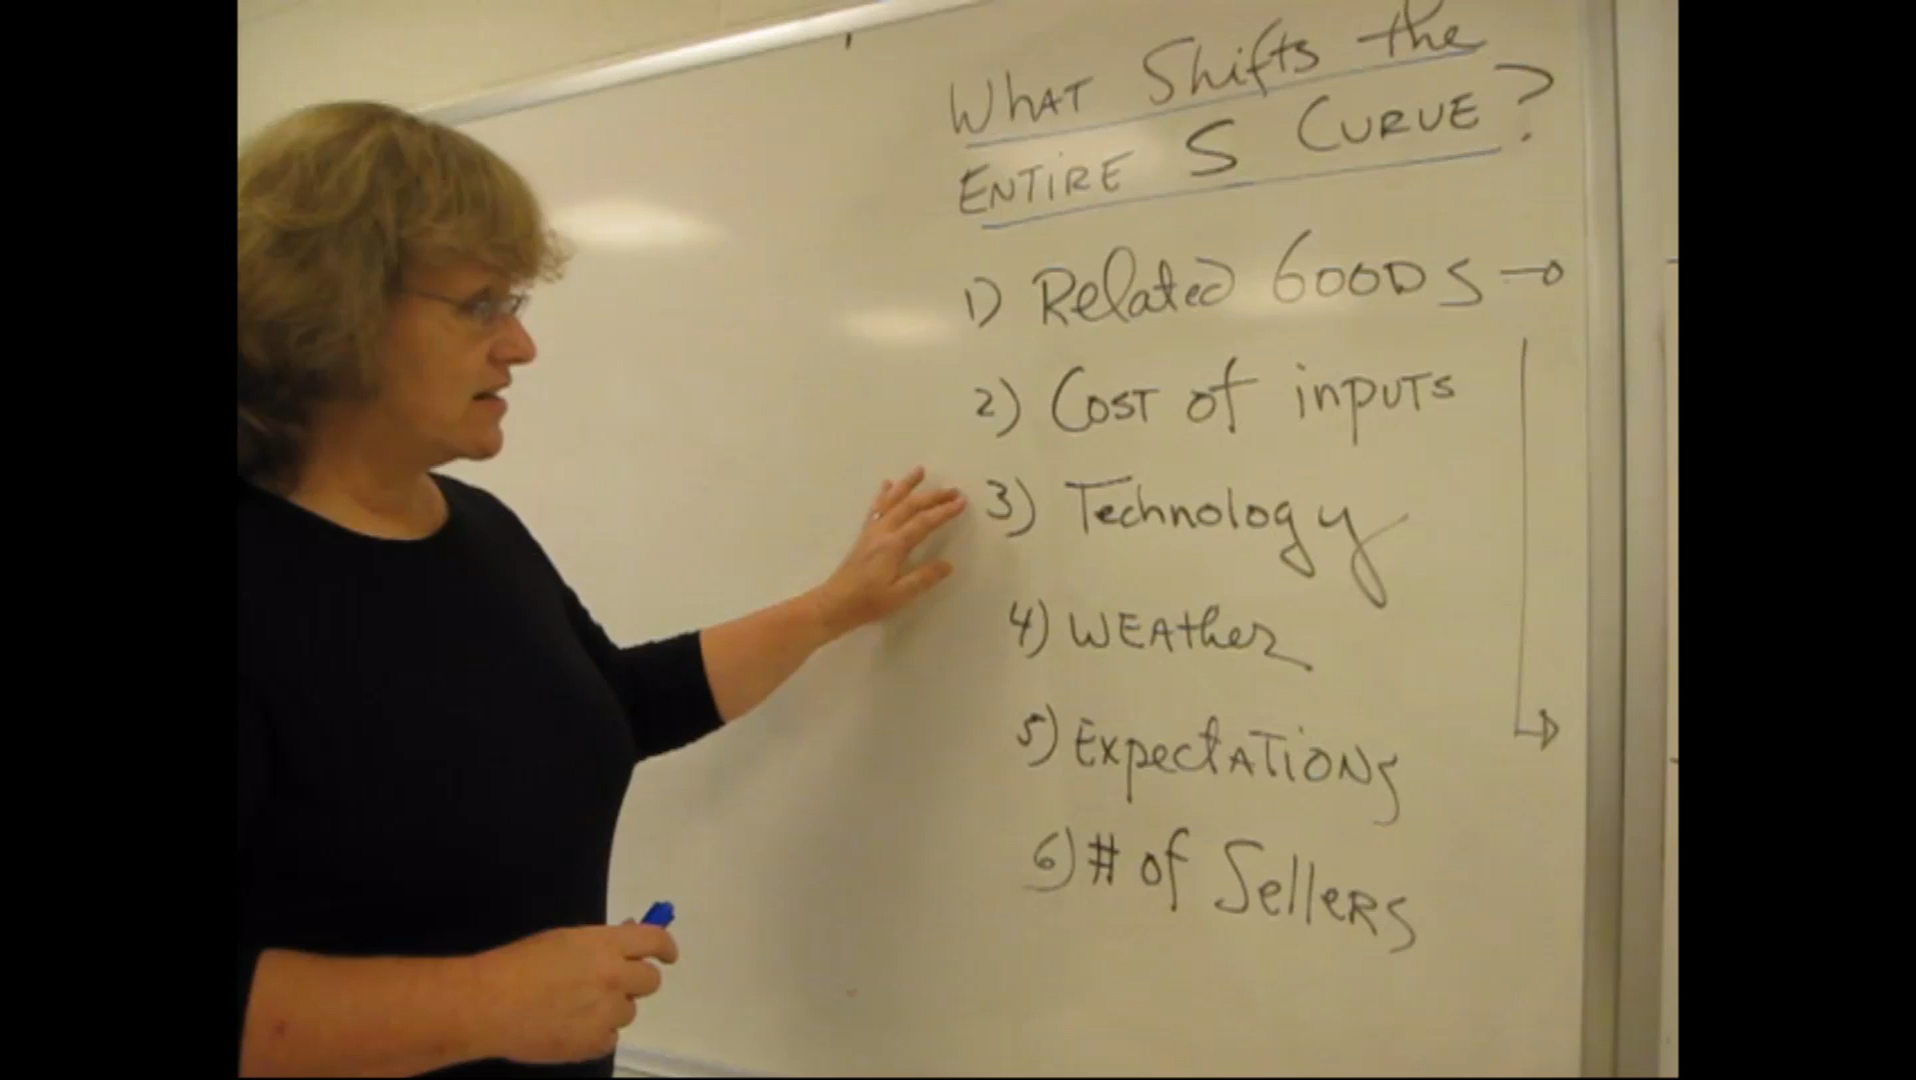 What Shifts the
ENTIRE S CURVE?
1) Related GOODS →
2) COST of inpuTs
3) Technology
4) WEAther
5) ExpectATiONs
6) # of SelleRs